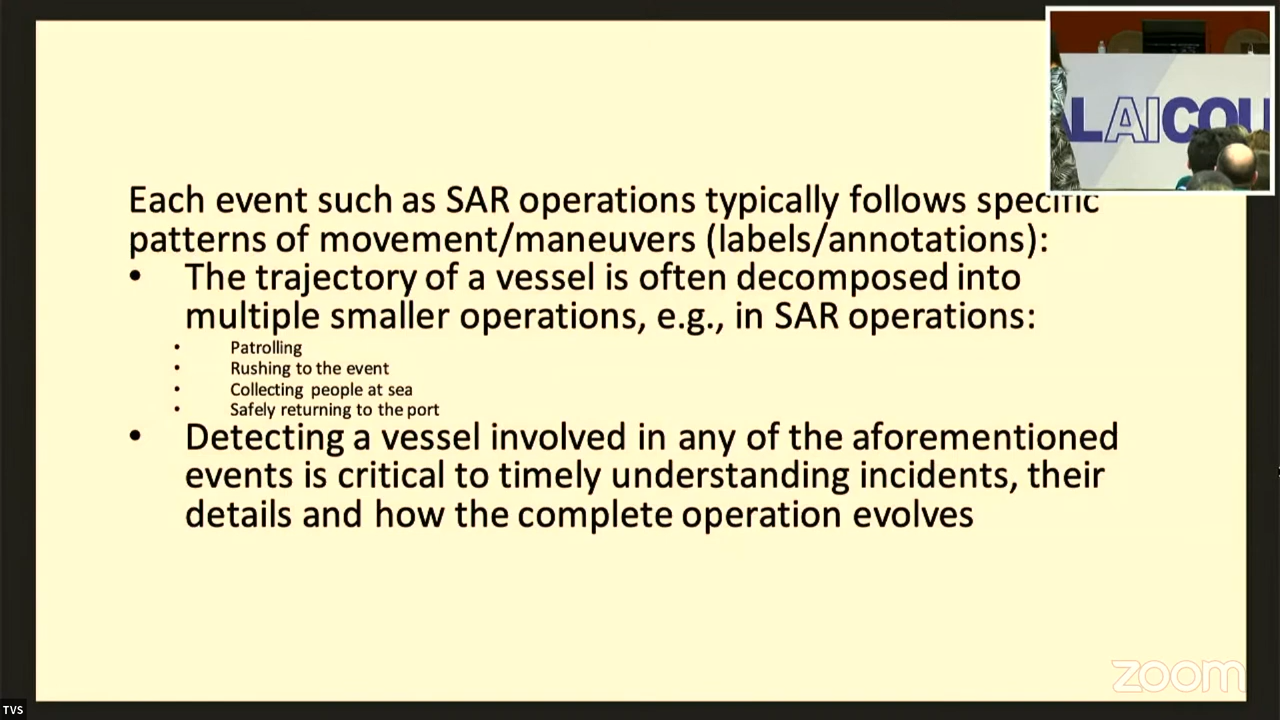 Each event such as SAR operations typically follows specific
patterns of movement/maneuvers (labels/annotations):
• The trajectory of a vessel is often decomposed into
multiple smaller operations, e.g., in SAR operations:
• Patrolling
• Rushing to the event
• Collecting people at sea
• Safely returning to the port
• Detecting a vessel involved in any of the aforementioned
events is critical to timely understanding incidents, their
details and how the complete operation evolves
LAICOU
zoom
TVS